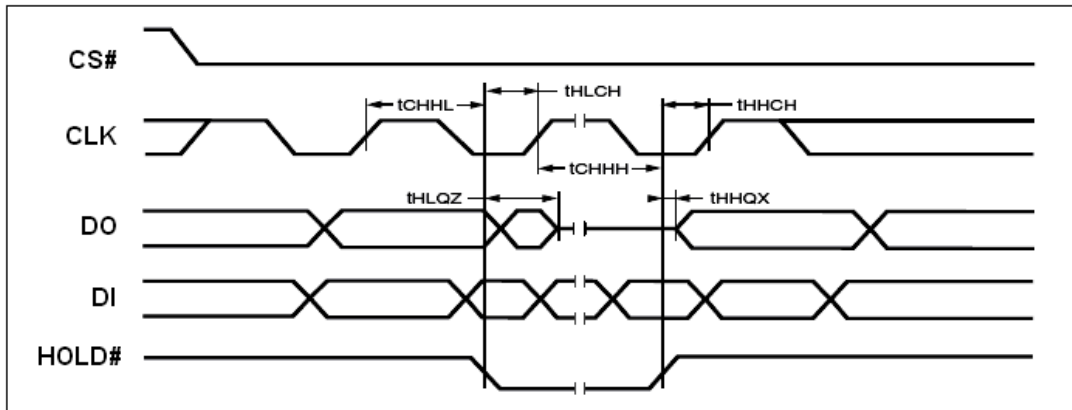 CS#
tCHHL
tHLCH
tHHCH
CLK
tCHHH
tHLQZ
tHHQX
DO
DI
HOLD#